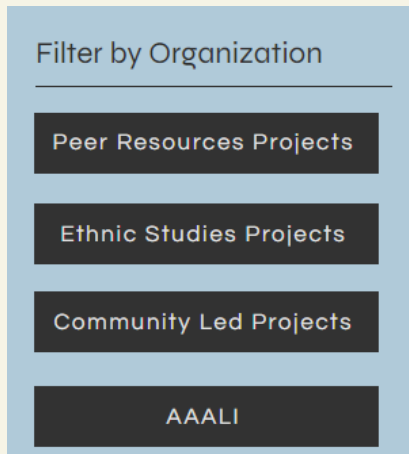 Filter by Organization
Peer Resources Projects
Ethnic Studies Projects
Community Led Projects
AAALI